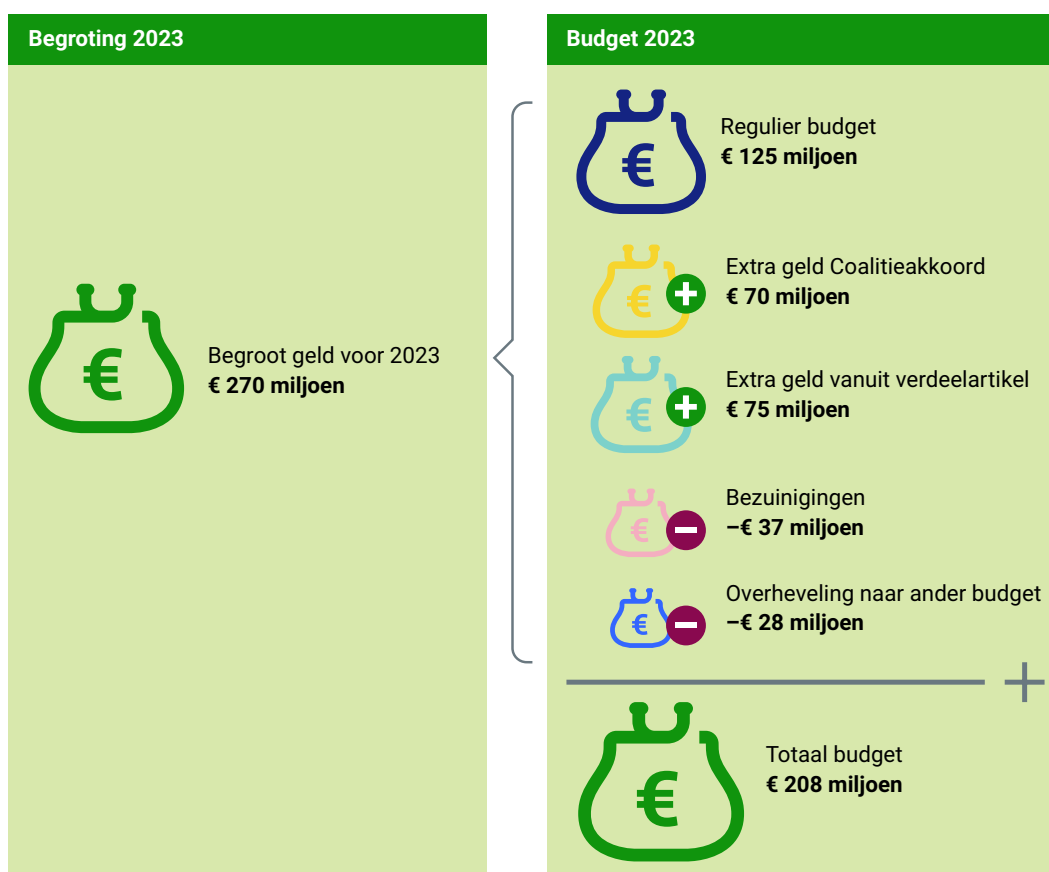 Begroting 2023
€
Begroot geld voor 2023
€ 270 miljoen
Budget 2023
€
Regulier budget
€ 125 miljoen
€
Extra geld Coalitieakkoord
€ 70 miljoen
€
Extra geld vanuit verdeelartikel
€ 75 miljoen
€
Bezuinigingen
–€ 37 miljoen
€
Overheveling naar ander budget
–€ 28 miljoen
€
Totaal budget
€ 208 miljoen